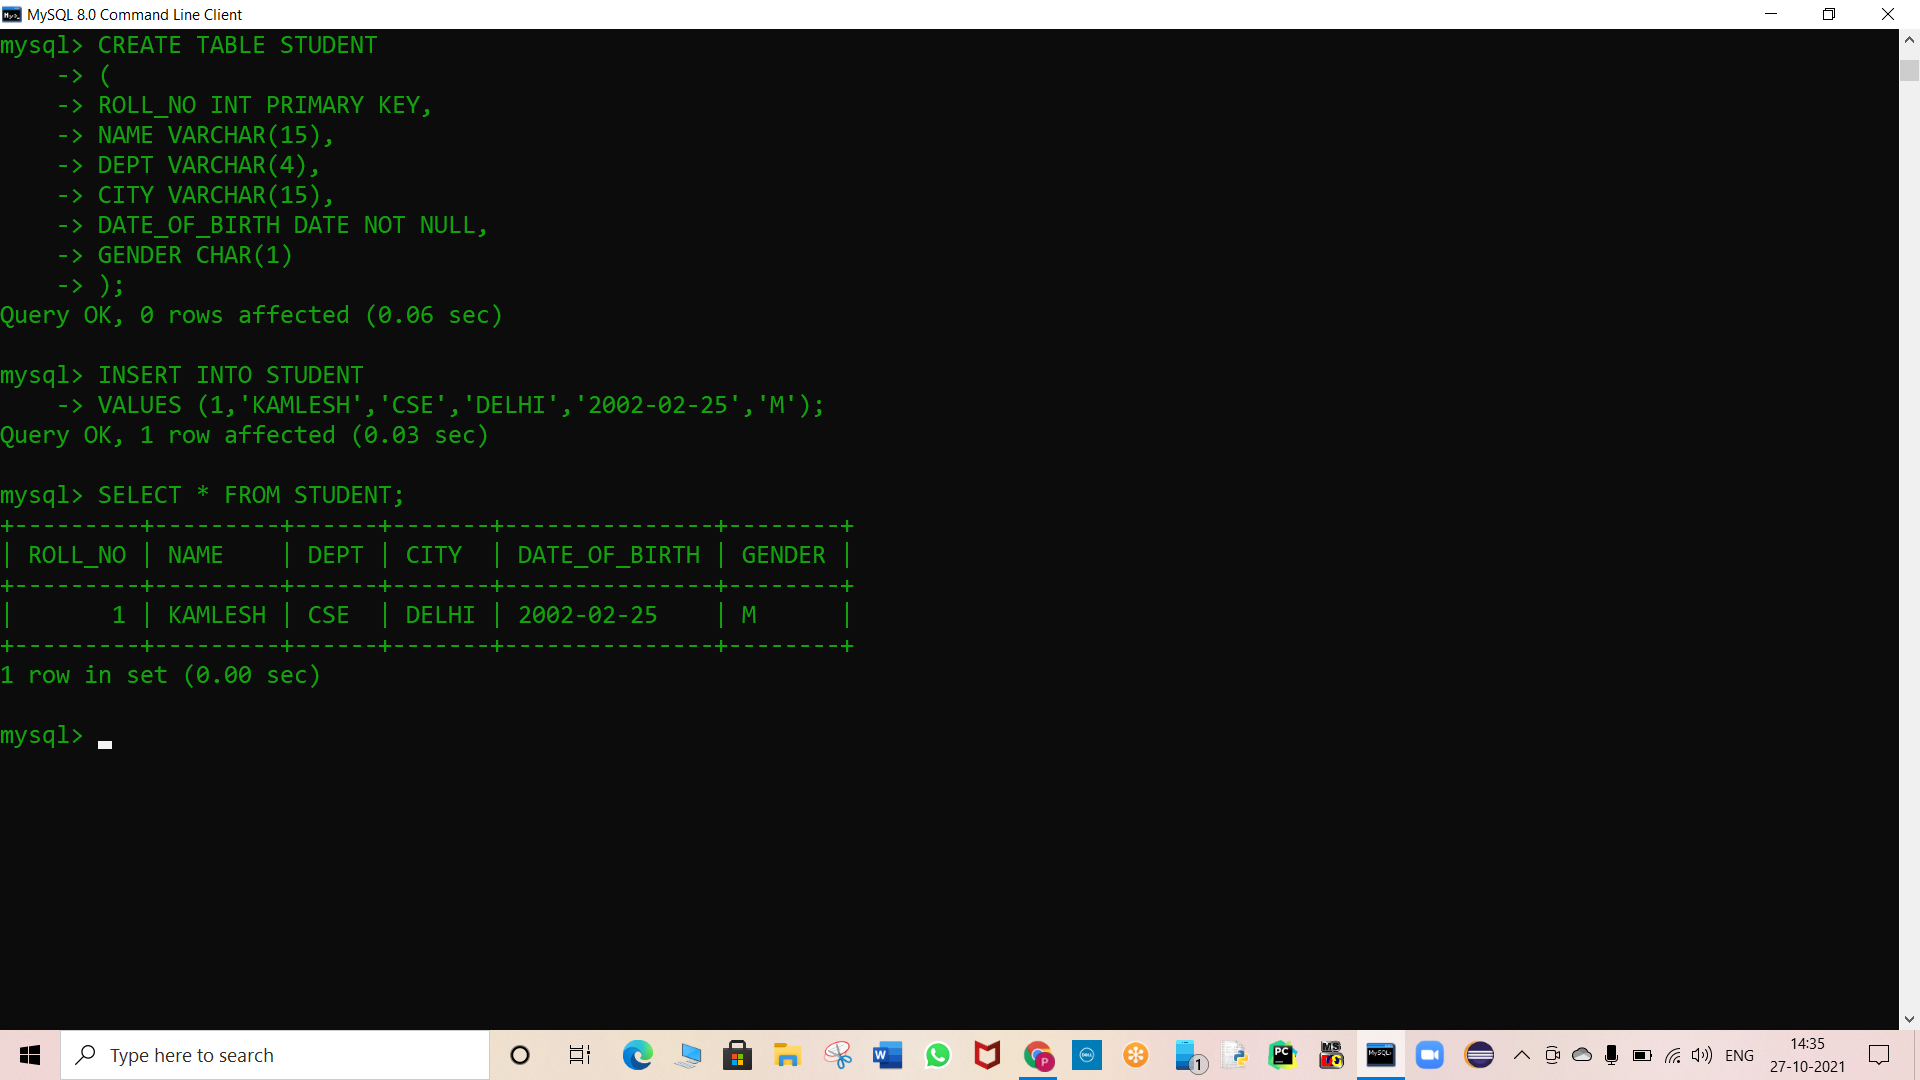 MySQL 8.0 Command Line Client
mysql> CREATE TABLE STUDENT
    -> (
    -> ROLL_NO INT PRIMARY KEY,
    -> NAME VARCHAR(15),
    -> DEPT VARCHAR(4),
    -> CITY VARCHAR(15),
    -> DATE_OF_BIRTH DATE NOT NULL,
    -> GENDER CHAR(1)
    -> );
Query OK, 0 rows affected (0.06 sec)

mysql> INSERT INTO STUDENT
    -> VALUES (1,'KAMLESH','CSE','DELHI','2002-02-25','M');
Query OK, 1 row affected (0.03 sec)

mysql> SELECT * FROM STUDENT;
+---------+---------+------+-------+---------------+--------+
| ROLL_NO | NAME    | DEPT | CITY  | DATE_OF_BIRTH | GENDER |
+---------+---------+------+-------+---------------+--------+
|       1 | KAMLESH | CSE  | DELHI | 2002-02-25    | M      |
+---------+---------+------+-------+---------------+--------+
1 row in set (0.00 sec)

mysql>
Type here to search
ENG
14:35
27-10-2021